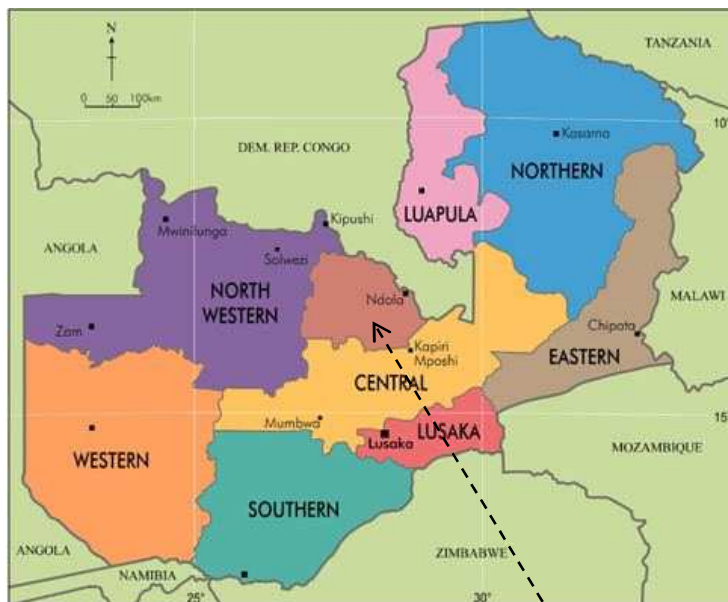 N
0 50 100km
TANZANIA
10°
DEM. REP. CONGO
Kasama
NORTHERN
LUAPULA
Kipushi
Mwinilunga
ANGOLA
Solwezi
NORTH
WESTERN
Ndola
MALAWI
Zam
Chipata
Kapiri
Mposhi
EASTERN
CENTRAL
Mumbwa
15°
LUSAKA
Lusaka
WESTERN
MOZAMBIQUE
SOUTHERN
ANGOLA
ZIMBABWE
NAMIBIA
25°
30°